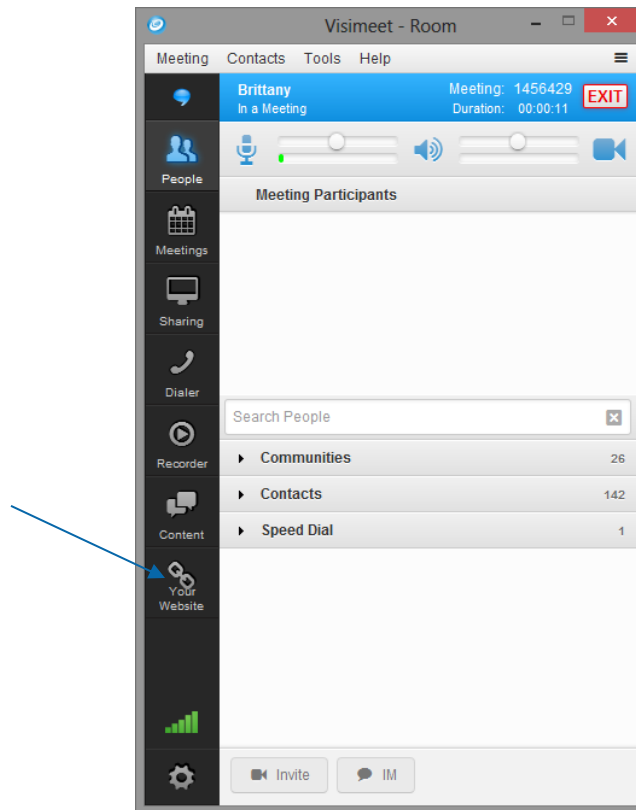 Visimeet - Room
Meeting Contacts Tools Help
Brittany
In a Meeting
Meeting: 1456429
Duration: 00:00:11
EXIT
People
Meeting Participants
Meetings
Sharing
Dialer
Search People
Recorder
Communities 26
Contacts 142
Content
Speed Dial 1
Your
Website
Invite
IM